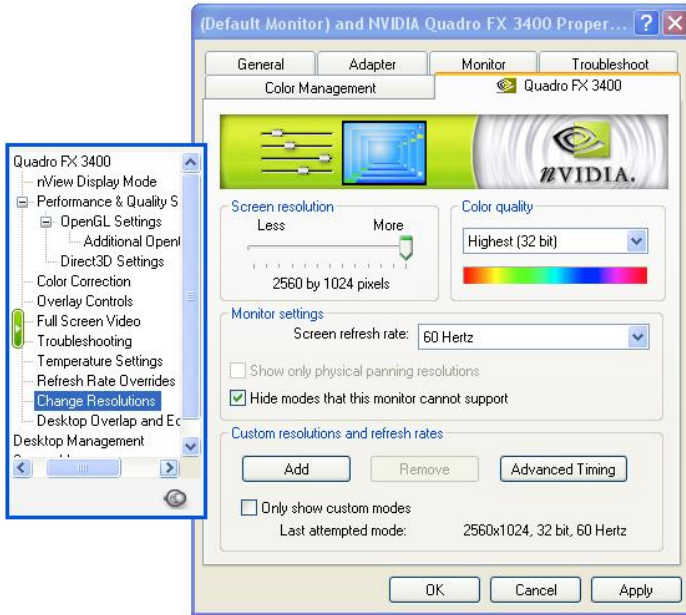 (Default Monitor) and NVIDIA Quadro FX 3400 Proper...
General Adapter Monitor Troubleshoot
Color Management Quadro FX 3400
nVIDIA.
Quadro FX 3400
nView Display Mode
Performance & Quality S
OpenGL Settings
Additional Open
Direct3D Settings
Color Correction
Overlay Controls
Full Screen Video
Troubleshooting
Temperature Settings
Refresh Rate Overrides
Change Resolutions
Desktop Overlap and Ec
Desktop Management
Screen resolution
Less More
2560 by 1024 pixels
Color quality
Highest (32 bit)
Monitor settings
Screen refresh rate: 60 Hertz
Show only physical panning resolutions
Hide modes that this monitor cannot support
Custom resolutions and refresh rates
Add Remove Advanced Timing
Only show custom modes
Last attempted mode: 2560x1024, 32 bit, 60 Hertz
OK Cancel Apply